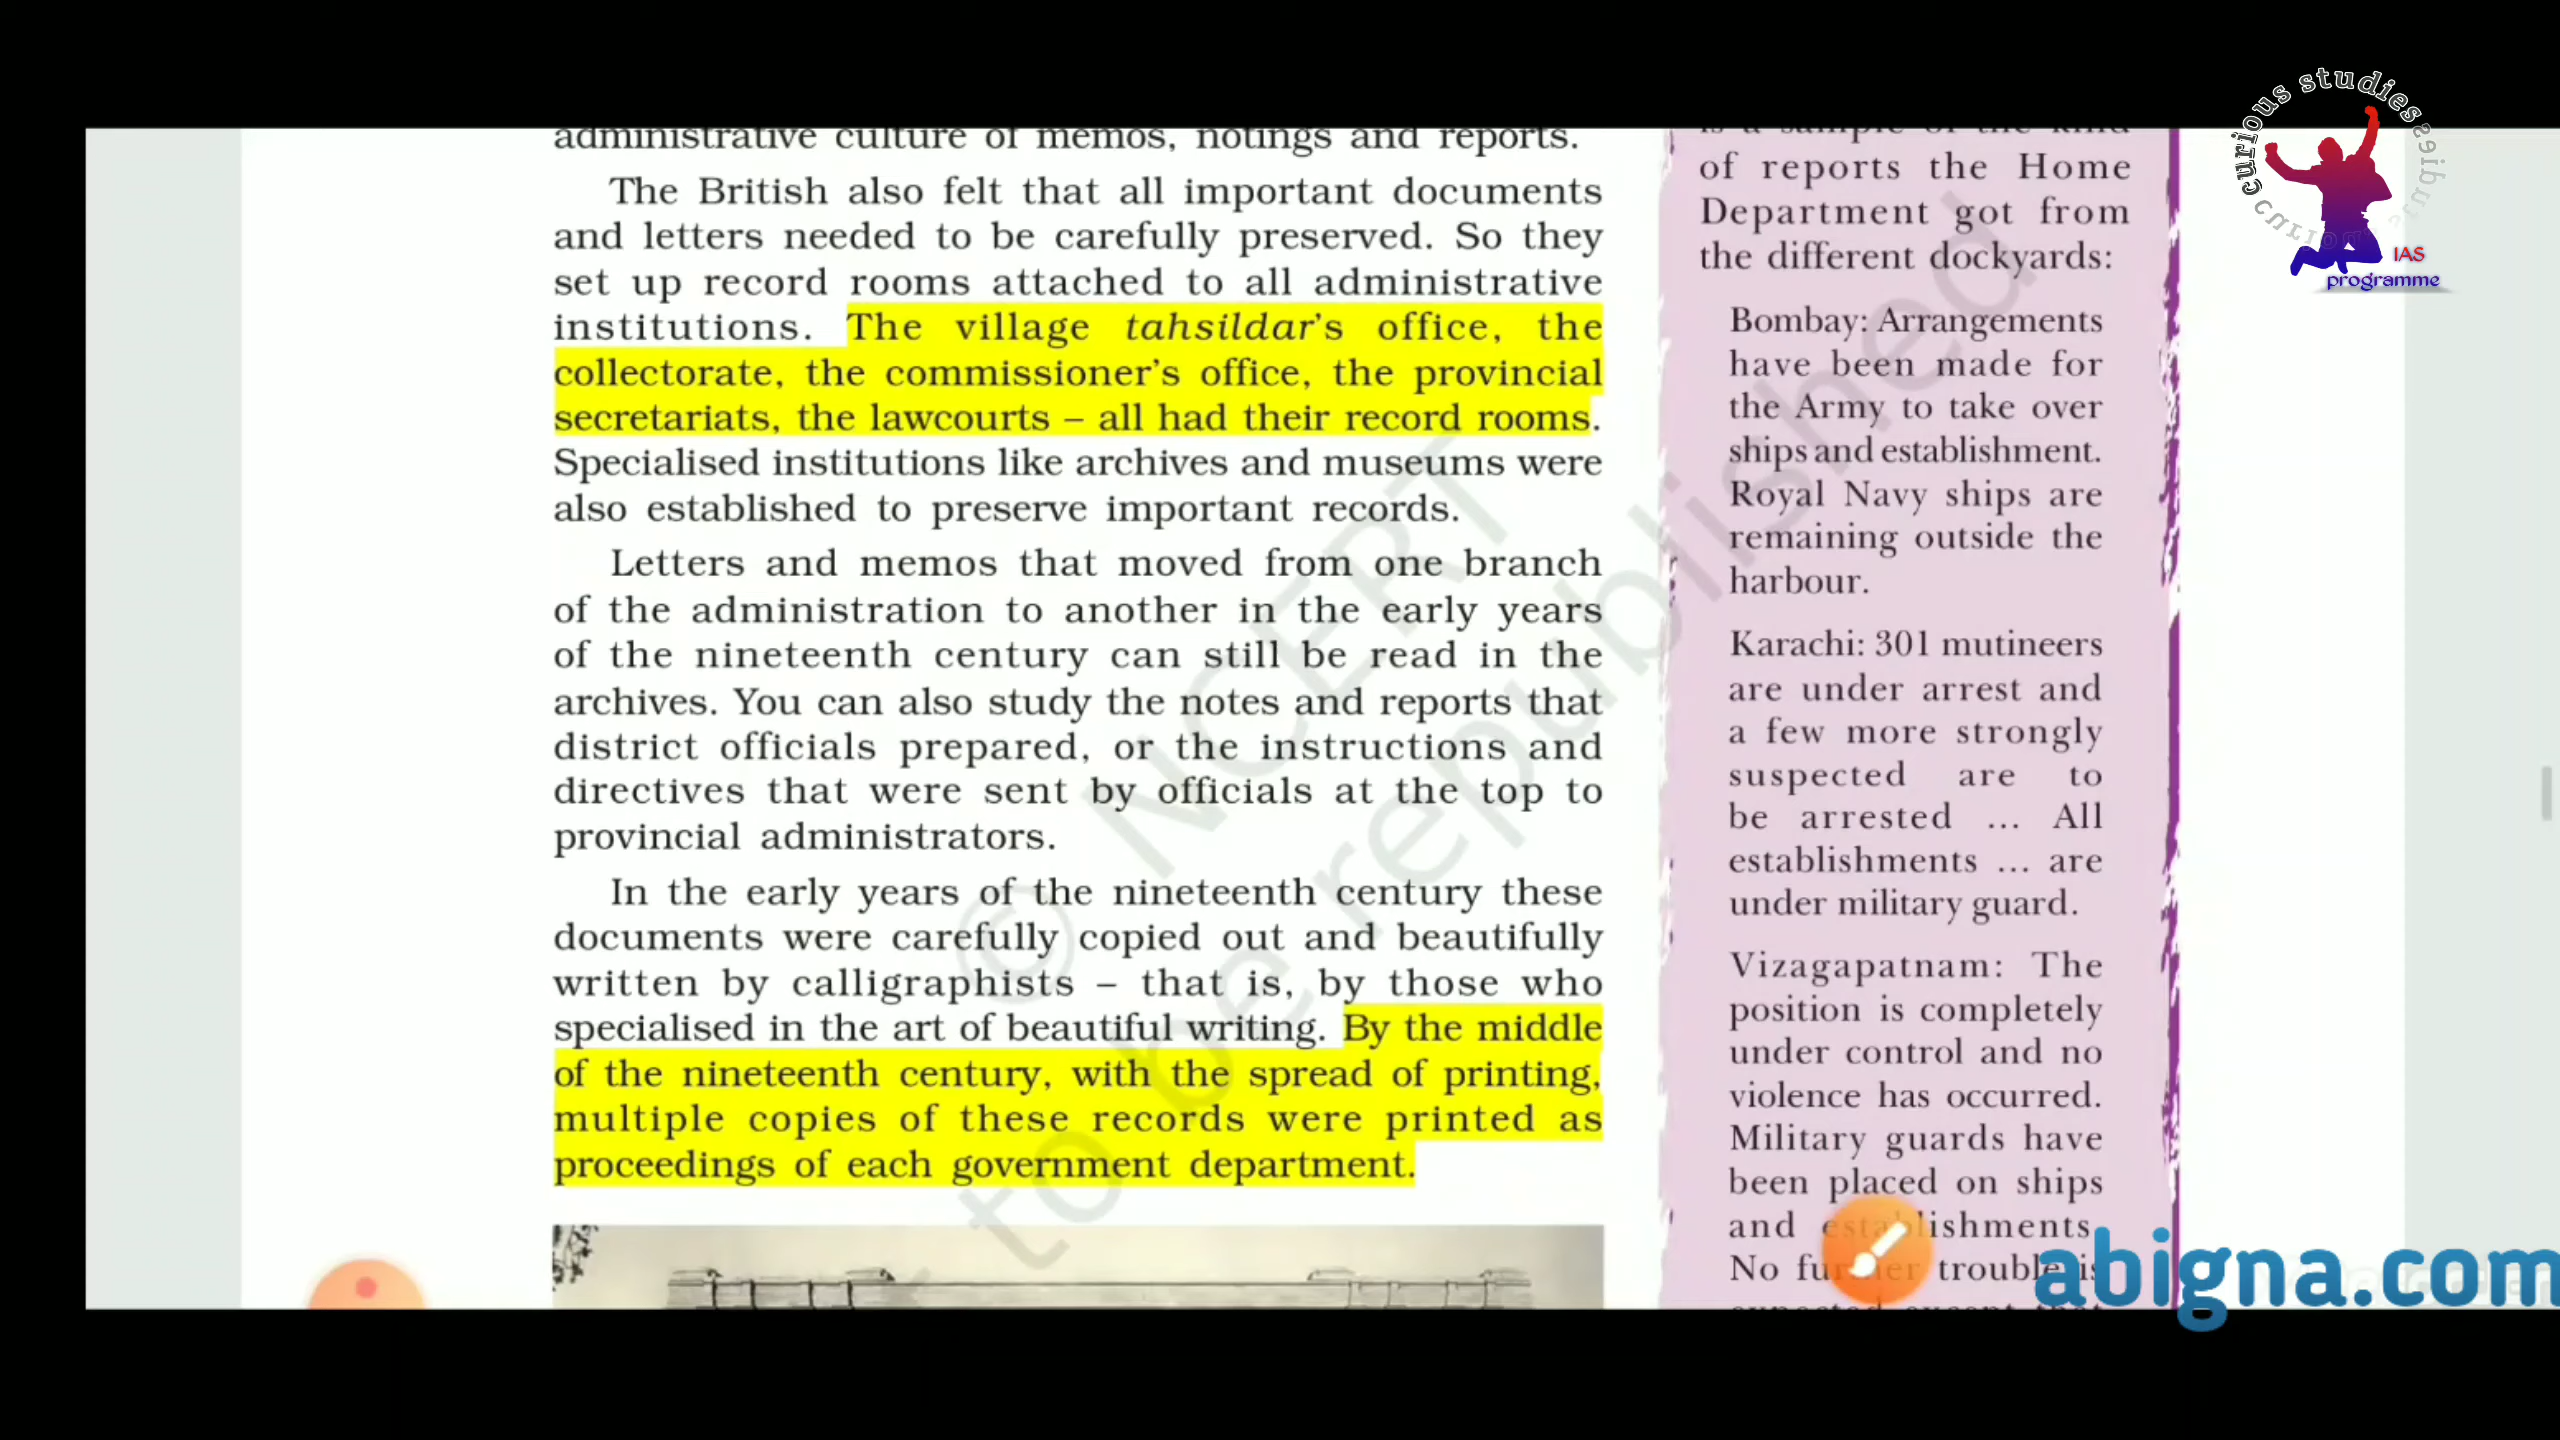 administrative culture of memos, notings and reports.
The British also felt that all important documents
and letters needed to be carefully preserved. So they
set up record rooms attached to all administrative
institutions. The village tahsildar’s office, the
collectorate, the commissioner’s office, the provincial
secretariats, the lawcourts – all had their record rooms.
Specialised institutions like archives and museums were
also established to preserve important records.
Letters and memos that moved from one branch
of the administration to another in the early years
of the nineteenth century can still be read in the
archives. You can also study the notes and reports that
district officials prepared, or the instructions and
directives that were sent by officials at the top to
provincial administrators.
In the early years of the nineteenth century these
documents were carefully copied out and beautifully
written by calligraphists – that is, by those who
specialised in the art of beautiful writing. By the middle
of the nineteenth century, with the spread of printing,
multiple copies of these records were printed as
proceedings of each government department.
is a sample of the kind
of reports the Home
Department got from
the different dockyards:
Bombay: Arrangements
have been made for
the Army to take over
ships and establishment.
Royal Navy ships are
remaining outside the
harbour.
Karachi: 301 mutineers
are under arrest and
a few more strongly
suspected are to
be arrested ... All
establishments ... are
under military guard.
Vizagapatnam: The
position is completely
under control and no
violence has occurred.
Military guards have
been placed on ships
and establishments.
No further trouble is
expected except that
© NCERT
to be republished
curious studies
IAS
programme
abigna.com